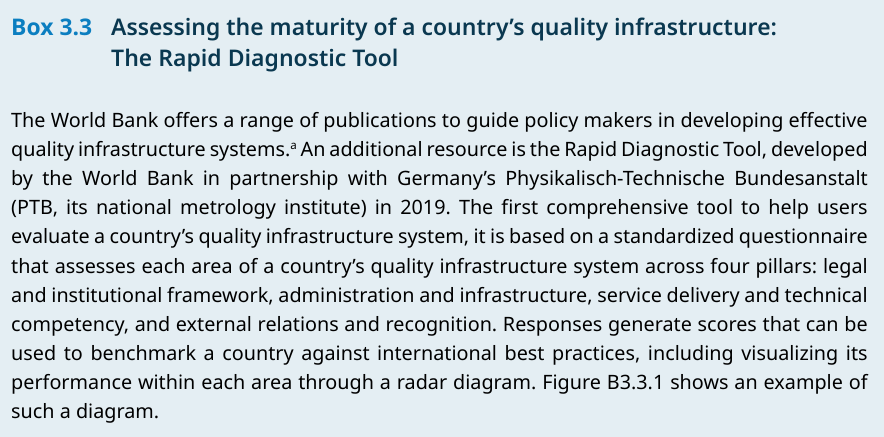 Box 3.3 Assessing the maturity of a country’s quality infrastructure:
The Rapid Diagnostic Tool
The World Bank offers a range of publications to guide policy makers in developing effective
quality infrastructure systems.ᵃ An additional resource is the Rapid Diagnostic Tool, developed
by the World Bank in partnership with Germany’s Physikalisch-Technische Bundesanstalt
(PTB, its national metrology institute) in 2019. The first comprehensive tool to help users
evaluate a country’s quality infrastructure system, it is based on a standardized questionnaire
that assesses each area of a country’s quality infrastructure system across four pillars: legal
and institutional framework, administration and infrastructure, service delivery and technical
competency, and external relations and recognition. Responses generate scores that can be
used to benchmark a country against international best practices, including visualizing its
performance within each area through a radar diagram. Figure B3.3.1 shows an example of
such a diagram.